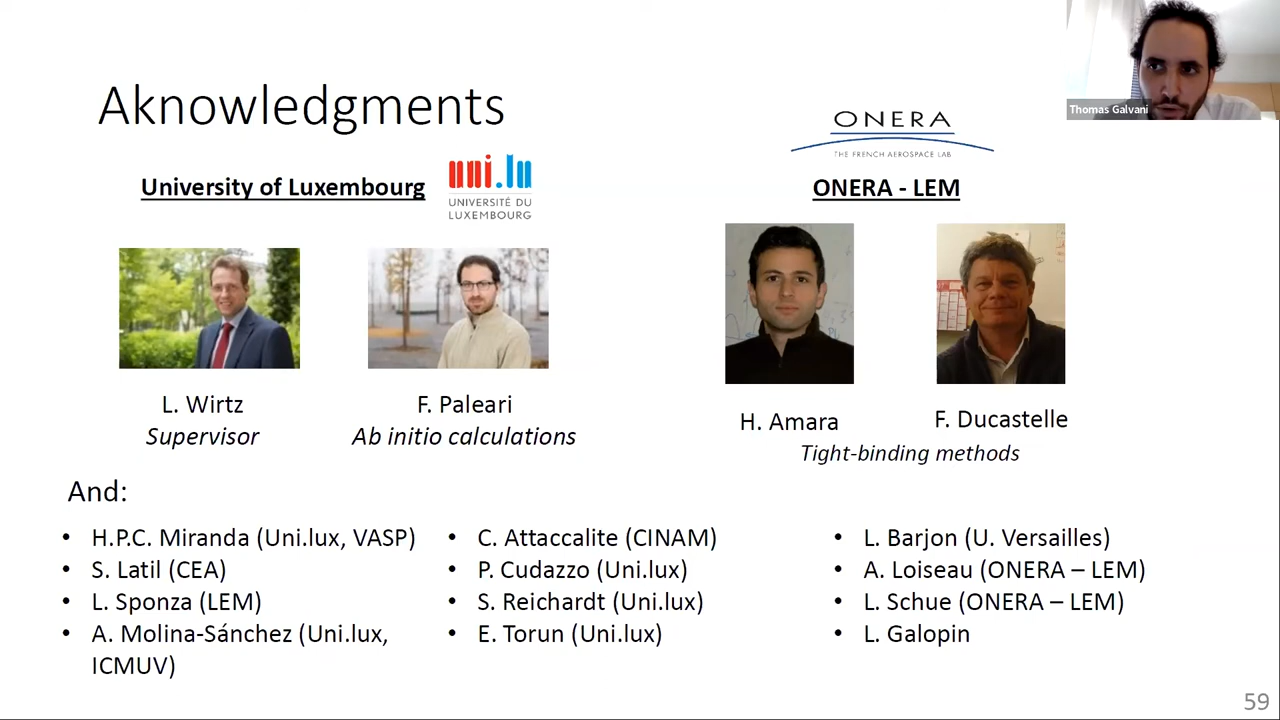 Thomas Galvani
Aknowledgments
ONERA
THE FRENCH AEROSPACE LAB
University of Luxembourg
uni.lu
UNIVERSITÉ DU
LUXEMBOURG
ONERA - LEM
L. Wirtz
Supervisor
F. Paleari
Ab initio calculations
H. Amara
F. Ducastelle
Tight-binding methods
And:
• H.P.C. Miranda (Uni.lux, VASP)
• S. Latil (CEA)
• L. Sponza (LEM)
• A. Molina-Sánchez (Uni.lux,
ICMUV)
• C. Attaccalite (CINAM)
• P. Cudazzo (Uni.lux)
• S. Reichardt (Uni.lux)
• E. Torun (Uni.lux)
• L. Barjon (U. Versailles)
• A. Loiseau (ONERA – LEM)
• L. Schue (ONERA – LEM)
• L. Galopin
59